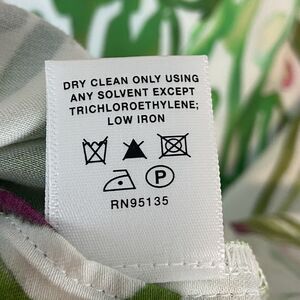 DRY CLEAN ONLY USING
ANY SOLVENT EXCEPT
TRICHLOROETHYLENE;
LOW IRON
P
RN95135